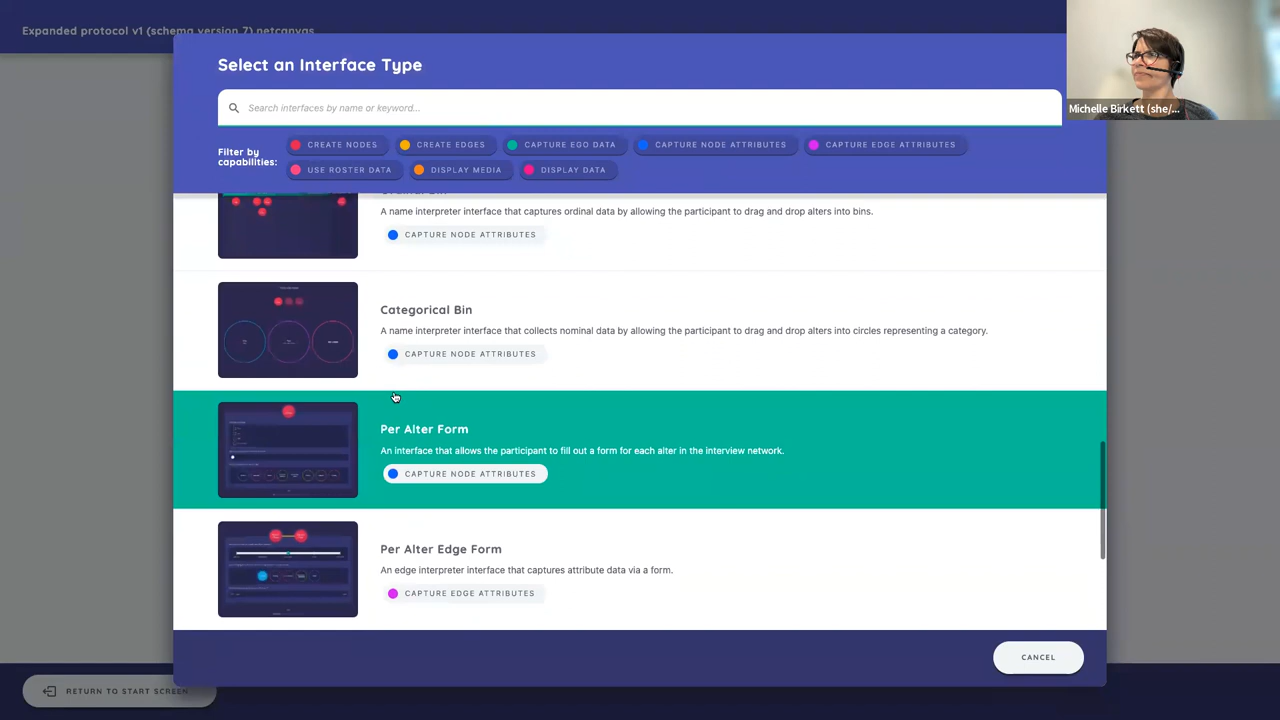 Expanded protocol v1 (schema version 7).netcanvas
Select an Interface Type
Search interfaces by name or keyword...
Michelle Birkett (she/...
Filter by capabilities:
CREATE NODES
CREATE EDGES
CAPTURE EGO DATA
CAPTURE NODE ATTRIBUTES
CAPTURE EDGE ATTRIBUTES
USE ROSTER DATA
DISPLAY MEDIA
DISPLAY DATA
A name interpreter interface that captures ordinal data by allowing the participant to drag and drop alters into bins.
CAPTURE NODE ATTRIBUTES
Categorical Bin
A name interpreter interface that collects nominal data by allowing the participant to drag and drop alters into circles representing a category.
CAPTURE NODE ATTRIBUTES
Per Alter Form
An interface that allows the participant to fill out a form for each alter in the interview network.
CAPTURE NODE ATTRIBUTES
Per Alter Edge Form
An edge interpreter interface that captures attribute data via a form.
CAPTURE EDGE ATTRIBUTES
CANCEL
RETURN TO START SCREEN